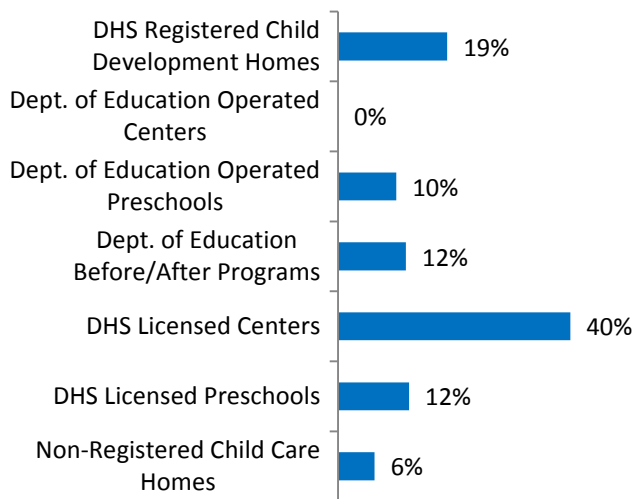 DHS Registered Child
Development Homes
19%
Dept. of Education Operated
Centers
0%
Dept. of Education Operated
Preschools
10%
Dept. of Education
Before/After Programs
12%
DHS Licensed Centers
40%
DHS Licensed Preschools
12%
Non-Registered Child Care
Homes
6%